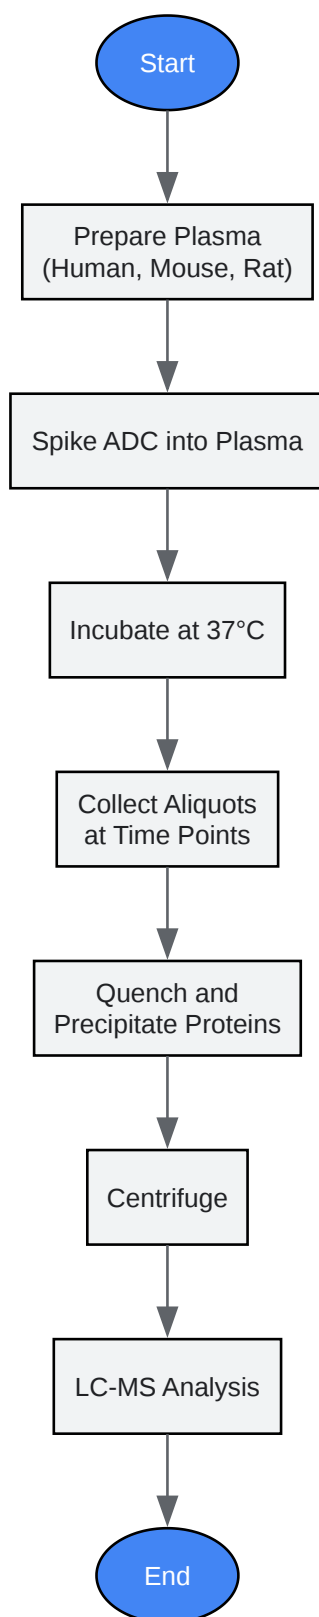 Start
Prepare Plasma
(Human, Mouse, Rat)
Spike ADC into Plasma
Incubate at 37°C
Collect Aliquots
at Time Points
Quench and
Precipitate Proteins
Centrifuge
LC-MS Analysis
End